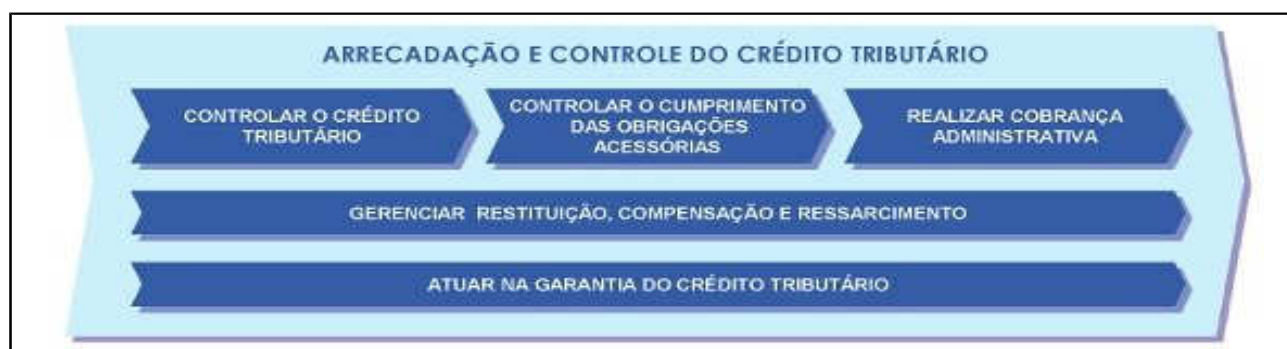 ARRECADAÇÃO E CONTROLE DO CRÉDITO TRIBUTÁRIO
CONTROLAR O CRÉDITO
TRIBUTÁRIO
CONTROLAR O CUMPRIMENTO
DAS OBRIGAÇÕES
ACESSÓRIAS
REALIZAR COBRANÇA
ADMINISTRATIVA
GERENCIAR RESTITUIÇÃO, COMPENSAÇÃO E RESSARCIMENTO
ATUAR NA GARANTIA DO CRÉDITO TRIBUTÁRIO